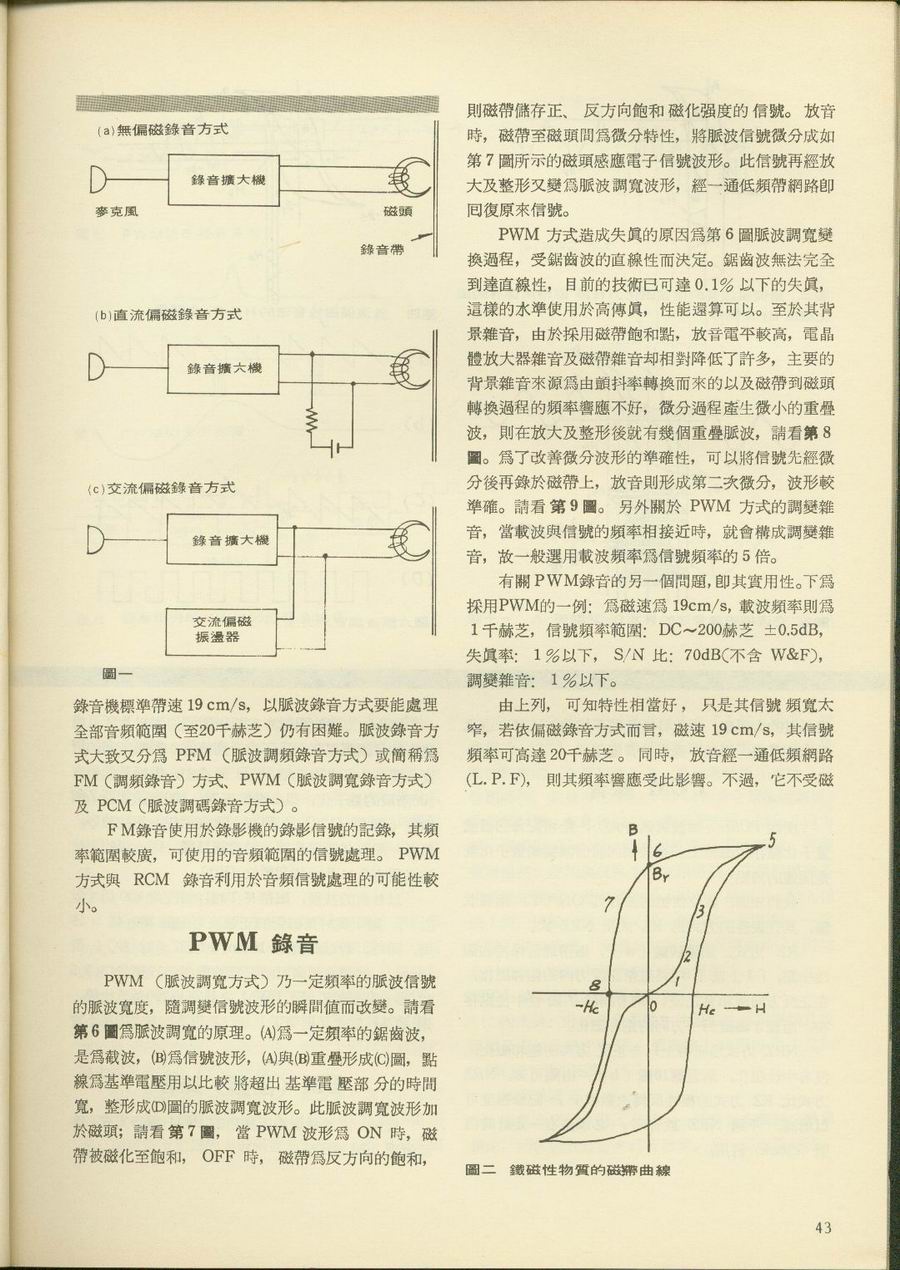 (a)無偏磁錄音方式
錄音擴大機
麥克風
磁頭
錄音帶
(b)直流偏磁錄音方式
錄音擴大機
(c)交流偏磁錄音方式
錄音擴大機
交流偏磁
振盪器
圖一
錄音機標準帶速 19 cm/s，以脈波錄音方式要能處理
全部音頻範圍（至20千赫芝）仍有困難。脈波錄音方
式大致又分爲 PFM （脈波調頻錄音方式）或簡稱爲
FM（調頻錄音）方式、PWM（脈波調寬錄音方式）
及 PCM（脈波調碼錄音方式）。
FM錄音使用於錄影機的錄影信號的記錄，其頻
率範圍較廣，可使用的音頻範圍的信號處理。 PWM
方式與 RCM 錄音利用於音頻信號處理的可能性較
小。
PWM 錄音
PWM （脈波調寬方式）乃一定頻率的脈波信號
的脈波寬度，隨調變信號波形的瞬間值而改變。請看
第 6 圖爲脈波調寬的原理。(A)爲一定頻率的鋸齒波，
是爲載波，(B)爲信號波形，(A)與(B)重疊形成(C)圖，點
線爲基準電壓用以比較 將超出 基準電 壓部 分的時間
寬，整形成(D)圖的脈波調寬波形。此脈波調寬波形加
於磁頭；請看 第 7 圖， 當 PWM 波形爲 ON 時，磁
帶被磁化至飽和， OFF 時， 磁帶爲反方向的飽和，
則磁帶儲存正、 反方向飽和 磁化强度的 信號。 放音
時，磁帶至磁頭間爲微分特性，將脈波信號微分成如
第 7 圖所示的磁頭感應電子信號波形。此信號再經放
大及整形又變爲脈波調寬波形，經一通低頻帶網路卽
囘復原來信號。
PWM 方式造成失眞的原因爲第 6 圖脈波調寬變
換過程，受鋸齒波的直線性而決定。鋸齒波無法完全
到達直線性，目前的技術已可達 0.1% 以下的失眞，
這樣的水準使用於高傳眞，性能還算可以。至於其背
景雜音，由於採用磁帶飽和點，放音電平較高，電晶
體放大器雜音及磁帶雜音却相對降低了許多，主要的
背景雜音來源爲由顫抖率轉換而來的以及磁帶到磁頭
轉換過程的頻率響應不好，微分過程產生微小的重疊
波，則在放大及整形後就有幾個重疊脈波，請看第 8
圖。爲了改善微分波形的準確性，可以將信號先經微
分後再錄於磁帶上，放音則形成第二次微分，波形較
準確。請看 第 9 圖。 另外關於 PWM 方式的調變雜
音，當載波與信號的頻率相接近時，就會構成調變雜
音，故一般選用載波頻率爲信號頻率的 5 倍。
有關PWM錄音的另一個問題，卽其實用性。下爲
採用PWM的一例：爲磁速爲 19cm/s，載波頻率則爲
1 千赫芝，信號頻率範圍：DC～200赫芝 ±0.5dB，
失眞率： 1 %以下， S/N 比：70dB(不含 W&F)，
調變雜音： 1 %以下。
由上列， 可知特性相當好， 只是其信號 頻寬太
窄，若依偏磁錄音方式而言，磁速 19 cm/s，其信號
頻率可高達 20千赫芝 。 同時， 放音經一通低頻網路
(L. P. F)， 則其頻率響應受此影響。不過，它不受磁
B
6
Br
5
7
3
2
1
8
-Hc
0
Hc
H
圖二 鐵磁性物質的磁滯曲線
43